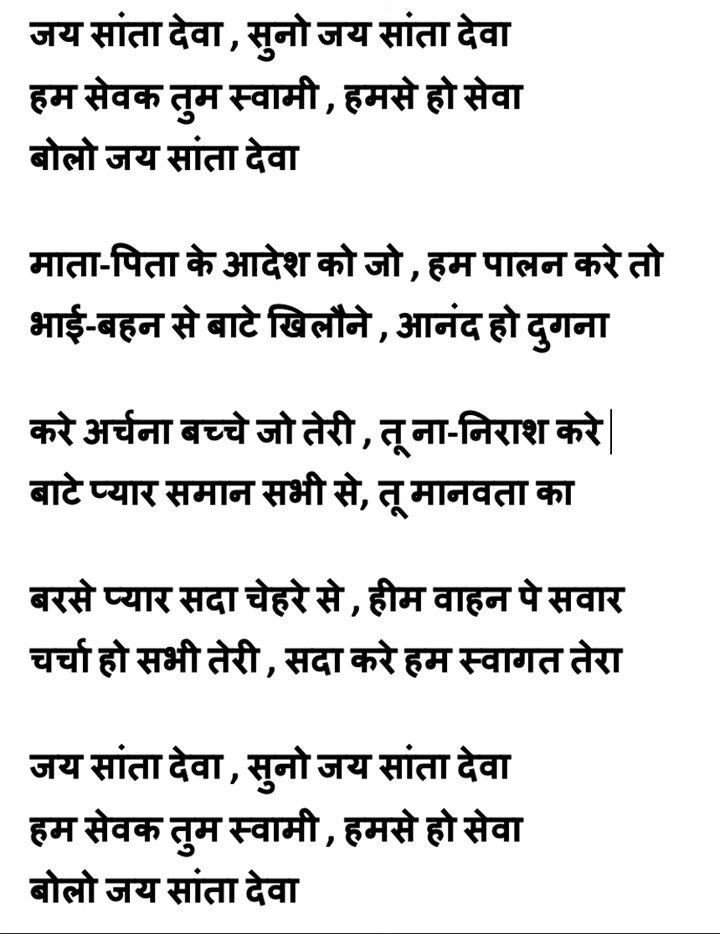 जय सांता देवा , सुनो जय सांता देवा
हम सेवक तुम स्वामी , हमसे हो सेवा
बोलो जय सांता देवा
माता-पिता के आदेश को जो , हम पालन करे तो
भाई-बहन से बाटे खिलौने , आनंद हो दुगना
करे अर्चना बच्चे जो तेरी , तू ना-निराश करे
बाटे प्यार समान सभी से, तू मानवता का
बरसे प्यार सदा चेहरे से , हीम वाहन पे सवार
चर्चा हो सभी तेरी , सदा करे हम स्वागत तेरा
जय सांता देवा , सुनो जय सांता देवा
हम सेवक तुम स्वामी , हमसे हो सेवा
बोलो जय सांता देवा